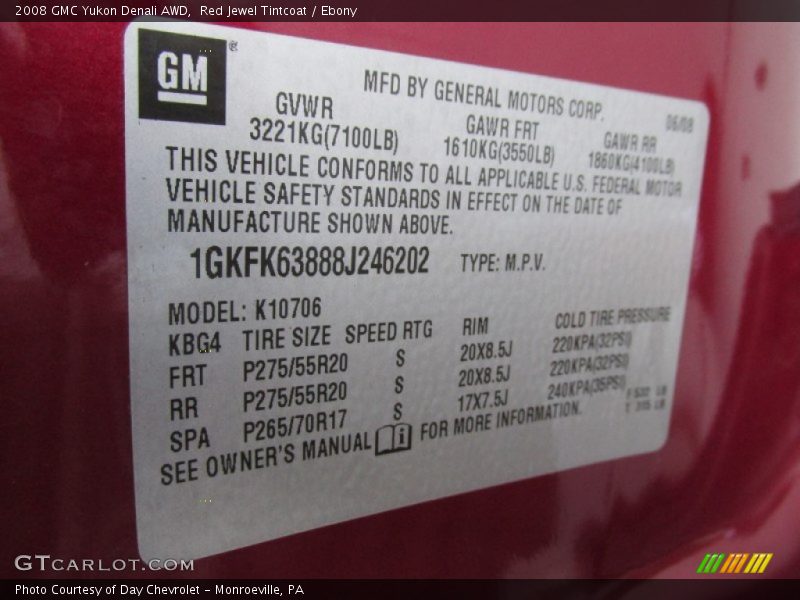 2008 GMC Yukon Denali AWD, Red Jewel Tintcoat / Ebony
GM®
MFD BY GENERAL MOTORS CORP.
06/08
GVWR GAWR FRT GAWR RR
3221KG(7100LB) 1610KG(3550LB) 1860KG(4100LB)
THIS VEHICLE CONFORMS TO ALL APPLICABLE U.S. FEDERAL MOTOR
VEHICLE SAFETY STANDARDS IN EFFECT ON THE DATE OF
MANUFACTURE SHOWN ABOVE.
1GKFK63888J246202 TYPE: M.P.V.
MODEL: K10706
KBG4 TIRE SIZE SPEED RTG RIM COLD TIRE PRESSURE
FRT P275/55R20 S 20X8.5J 220KPA(32PSI)
RR P275/55R20 S 20X8.5J 220KPA(32PSI)
SPA P265/70R17 S 17X7.5J 240KPA(35PSI)
SEE OWNER'S MANUAL i FOR MORE INFORMATION.
GTCARLOT.COM
Photo Courtesy of Day Chevrolet - Monroeville, PA